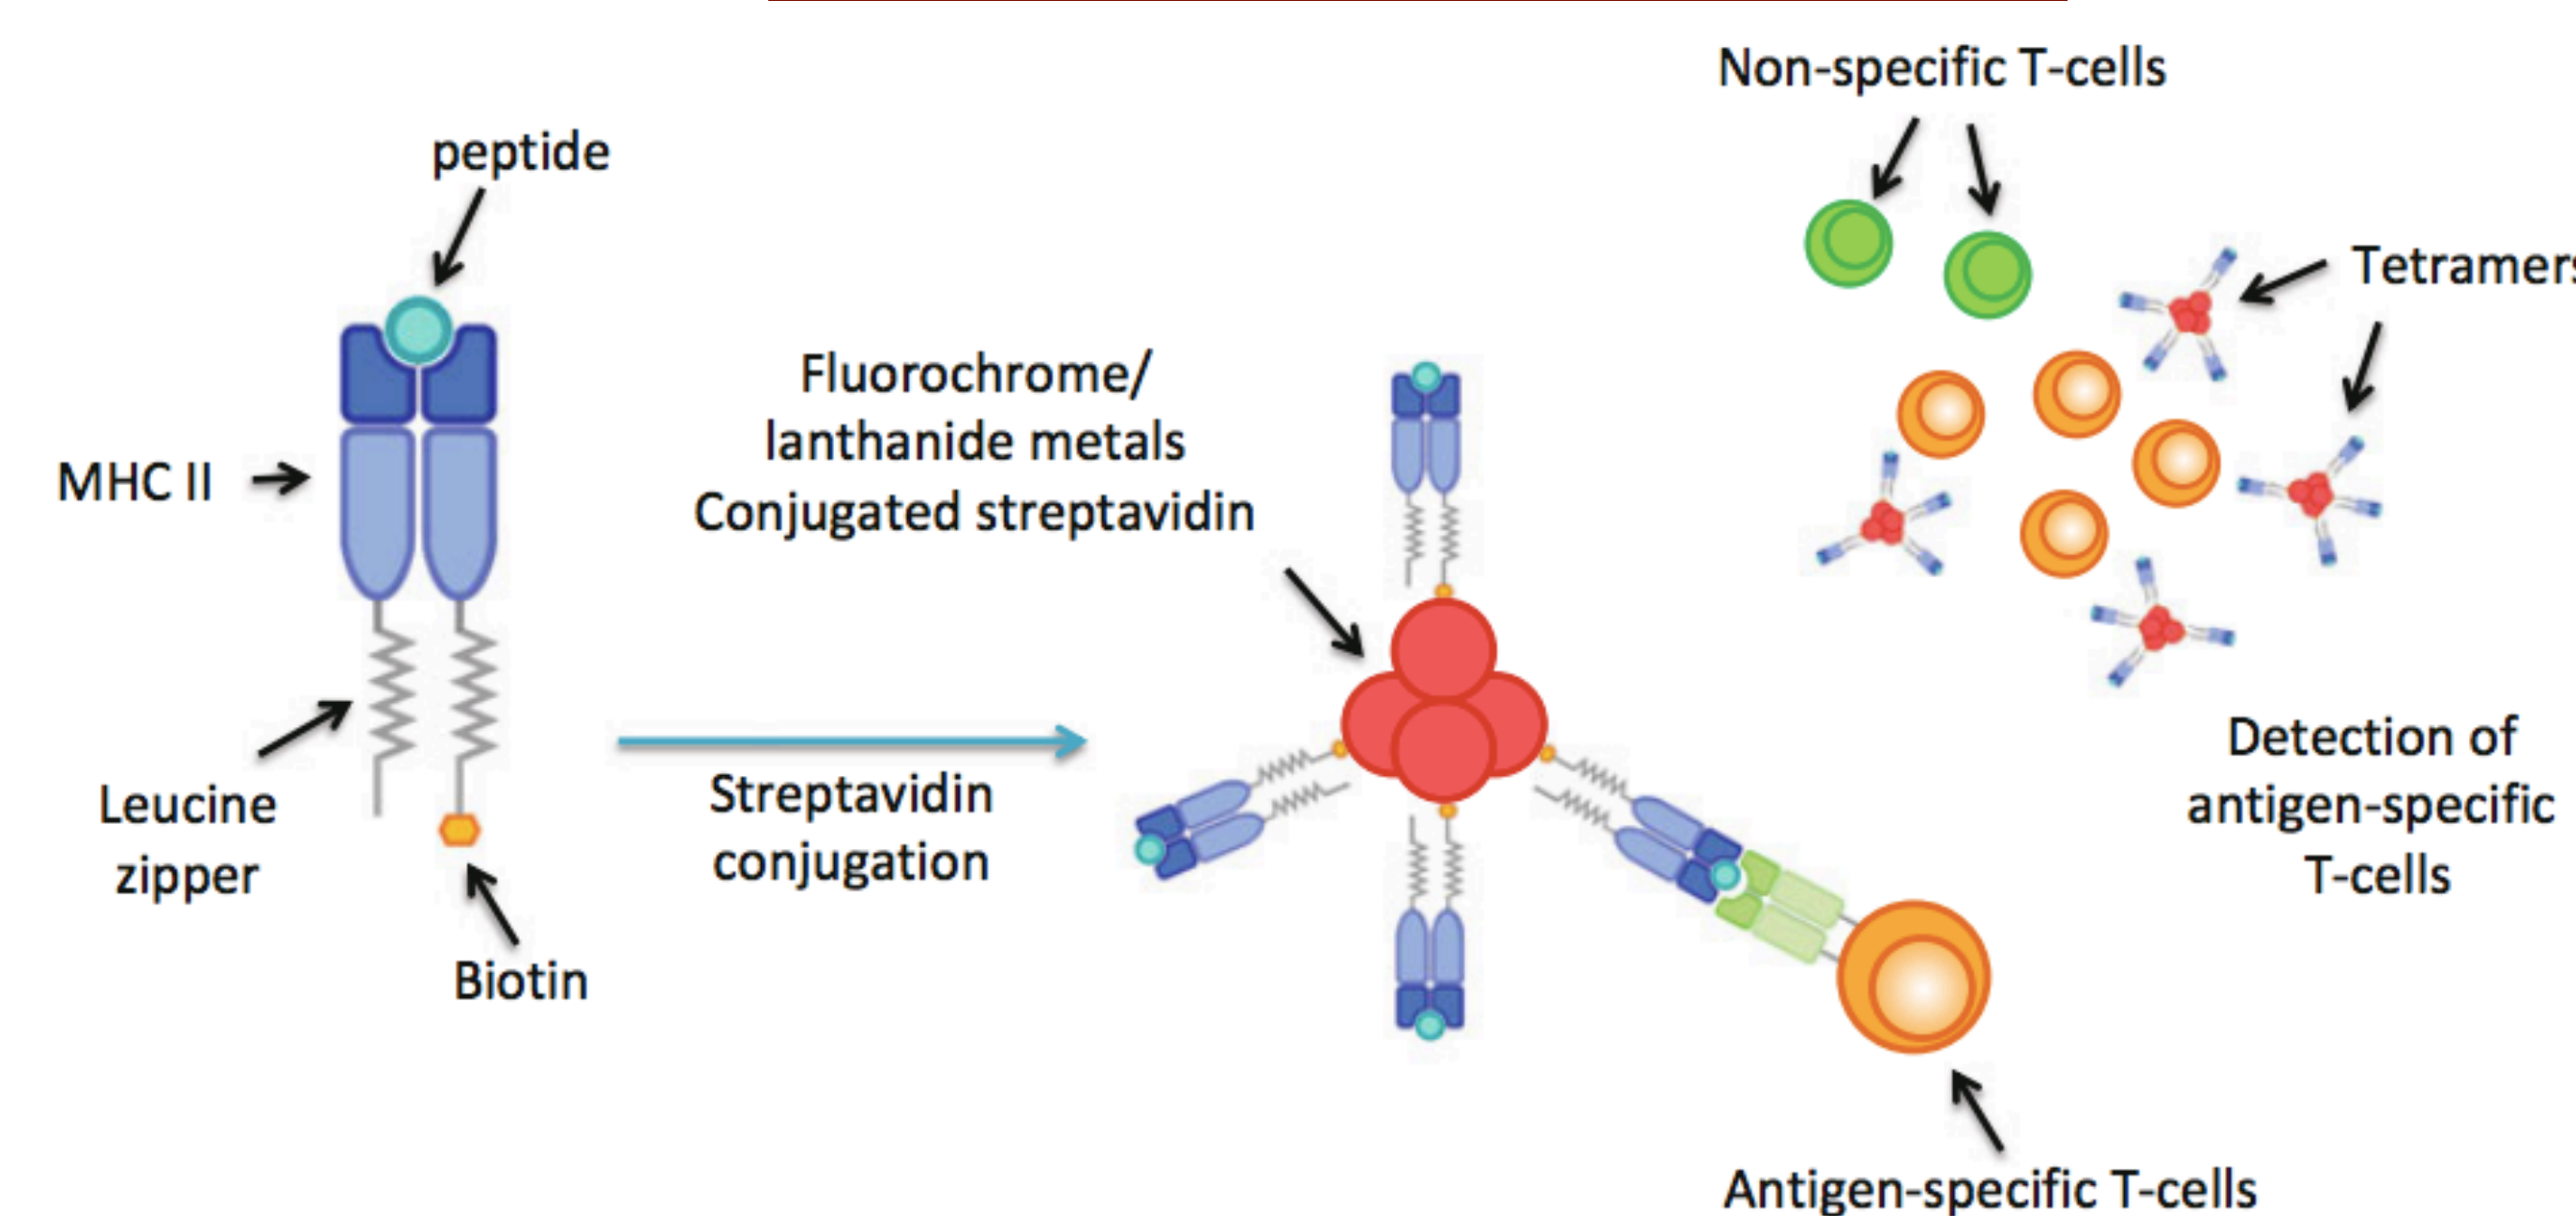 Non-specific T-cells
peptide
Tetramers
Fluorochrome/
lanthanide metals
Conjugated streptavidin
MHC II
Leucine
zipper
Streptavidin
conjugation
Detection of
antigen-specific
T-cells
Biotin
Antigen-specific T-cells